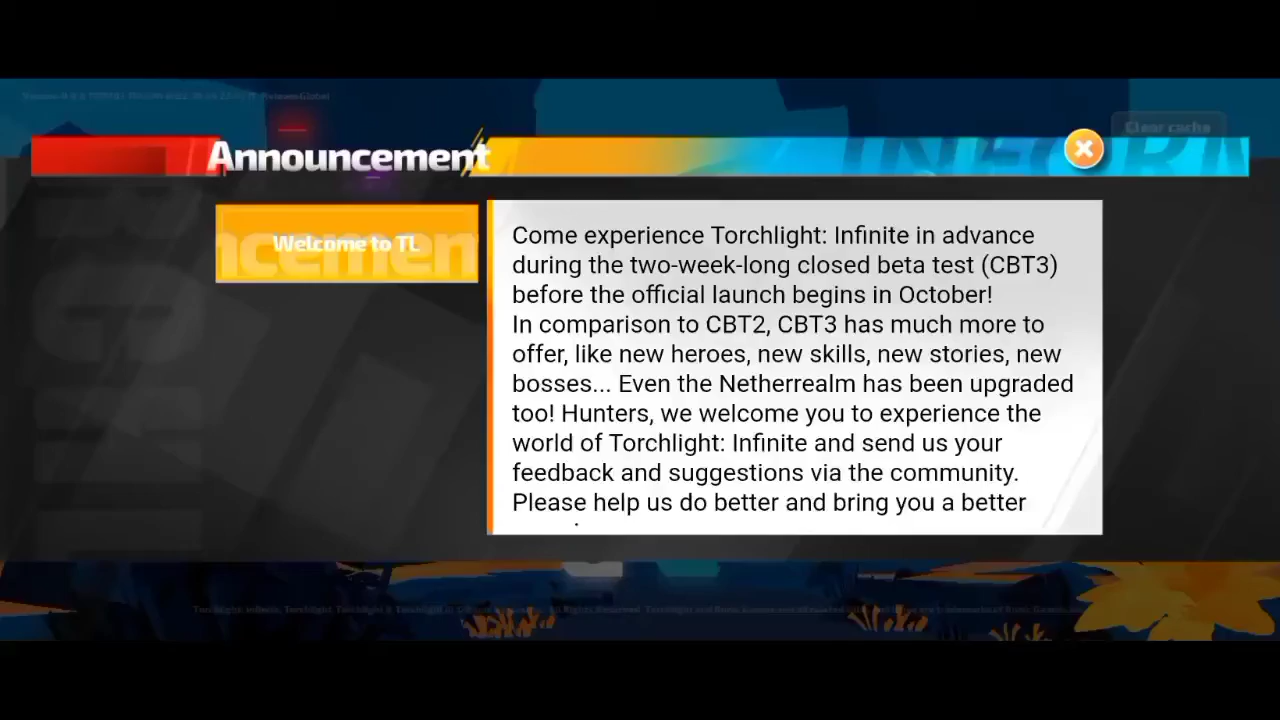 Clear cache
Announcement
INFORM
Welcome to TL
ncemen
Come experience Torchlight: Infinite in advance
during the two-week-long closed beta test (CBT3)
before the official launch begins in October!
In comparison to CBT2, CBT3 has much more to
offer, like new heroes, new skills, new stories, new
bosses... Even the Netherrealm has been upgraded
too! Hunters, we welcome you to experience the
world of Torchlight: Infinite and send us your
feedback and suggestions via the community.
Please help us do better and bring you a better